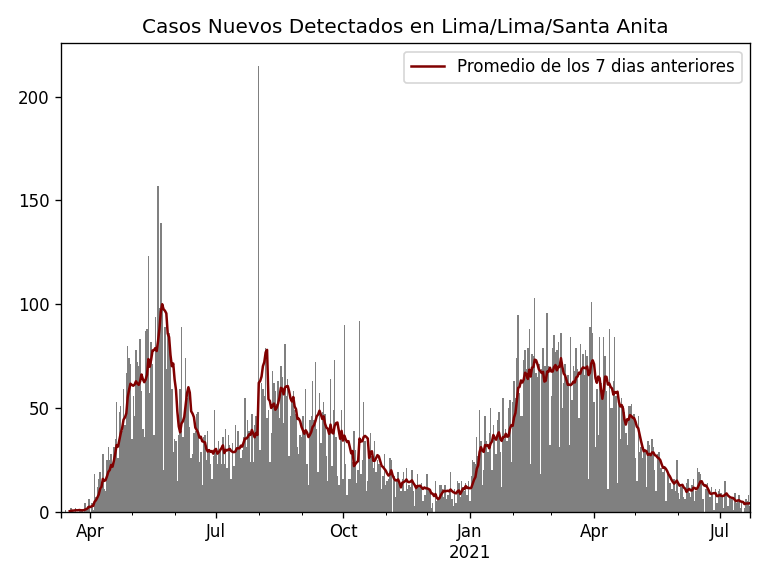 Casos Nuevos Detectados en Lima/Lima/Santa Anita
Promedio de los 7 dias anteriores
200
150
100
50
0
Apr Jul Oct Jan Apr Jul
2021